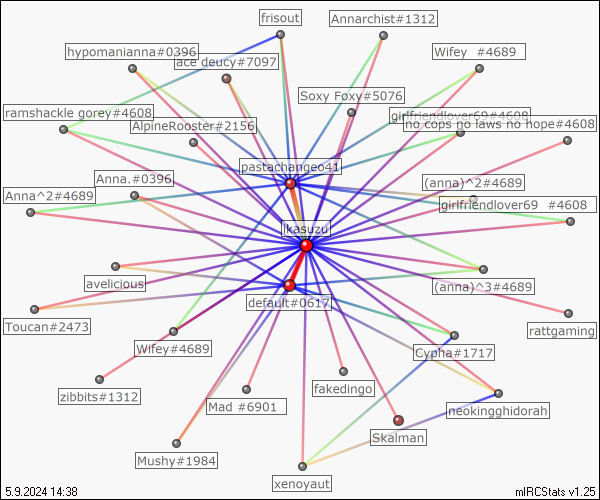 frisout
Annarchist#1312
hypomanianna#0396
ace deucy#7097
Wifey #4689
Soxy Foxy#5076
ramshackle gorey#4608
AlpineRooster#2156
girlfriendlover69#4608
no cops no laws no hope#4608
pastachangeo41
Anna^2#4689
Anna.#0396
(anna)^2#4689
girlfriendlover69 #4608
ikasuzu
avelicious
default#0617
(anna)^3#4689
Toucan#2473
rattgaming
Wifey#4689
Cypha#1717
zibbits#1312
fakedingo
Mad #6901
neokingghidorah
Skalman
Mushy#1984
xenoyaut
5.9.2024 14:38
mIRCStats v1.25